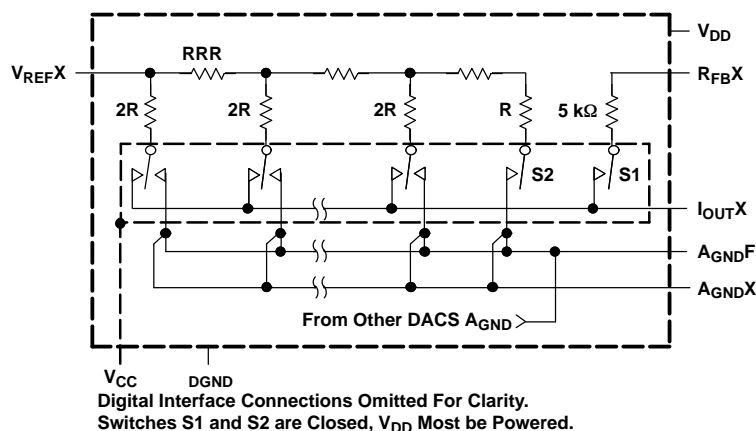 VDD
RRR
VREFX
RFBX
2R 2R 2R R 5 kΩ
S2 S1
IOUTX
AGNDF
AGNDX
From Other DACS AGND
VCC DGND
Digital Interface Connections Omitted For Clarity.
Switches S1 and S2 are Closed, VDD Most be Powered.